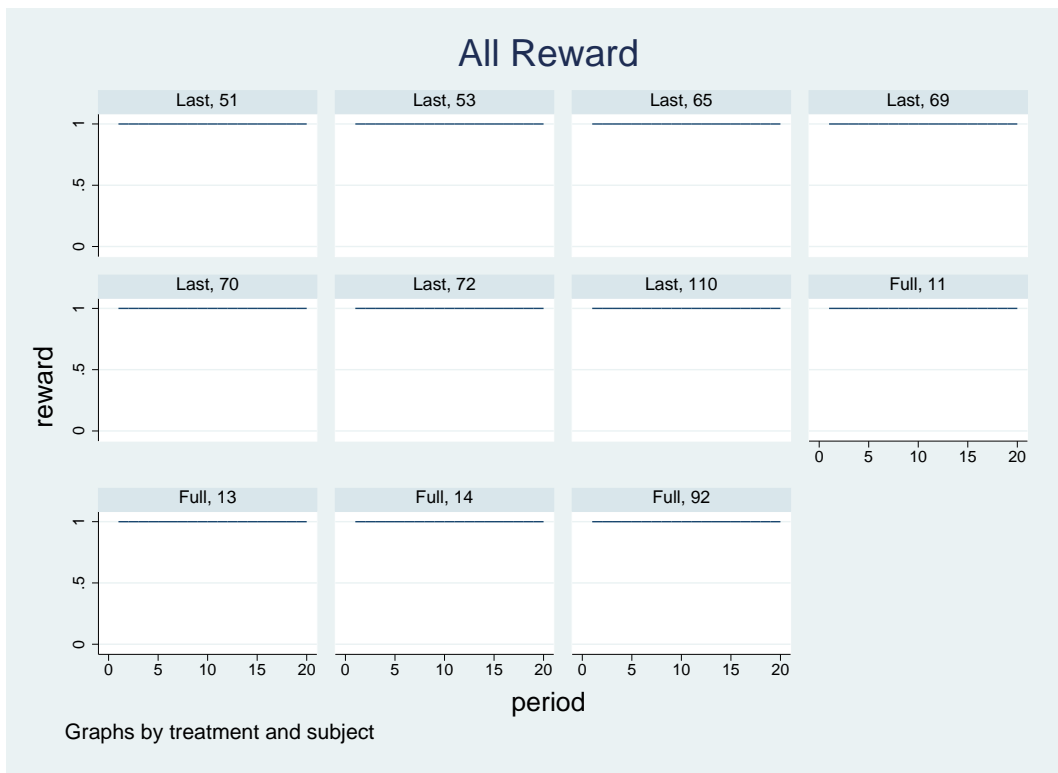 All Reward
Last, 51 Last, 53 Last, 65 Last, 69
1
.5
0
Last, 70 Last, 72 Last, 110 Full, 11
1
.5
0
0 5 10 15 20
reward
Full, 13 Full, 14 Full, 92
1
.5
0
0 5 10 15 20 0 5 10 15 20 0 5 10 15 20
period
Graphs by treatment and subject